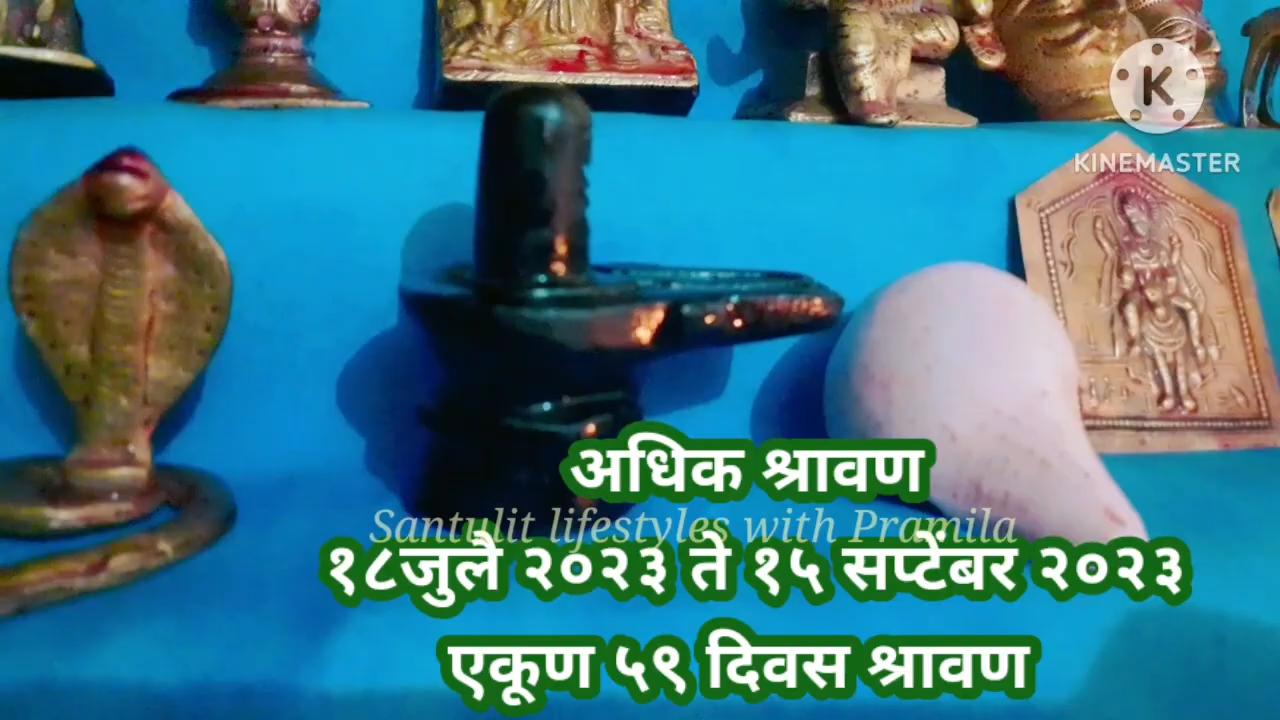 K
KINEMASTER
अधिक श्रावण
Santulit lifestyles with Pramila
१८जुलै २०२३ ते १५ सप्टेंबर २०२३
एकूण ५९ दिवस श्रावण